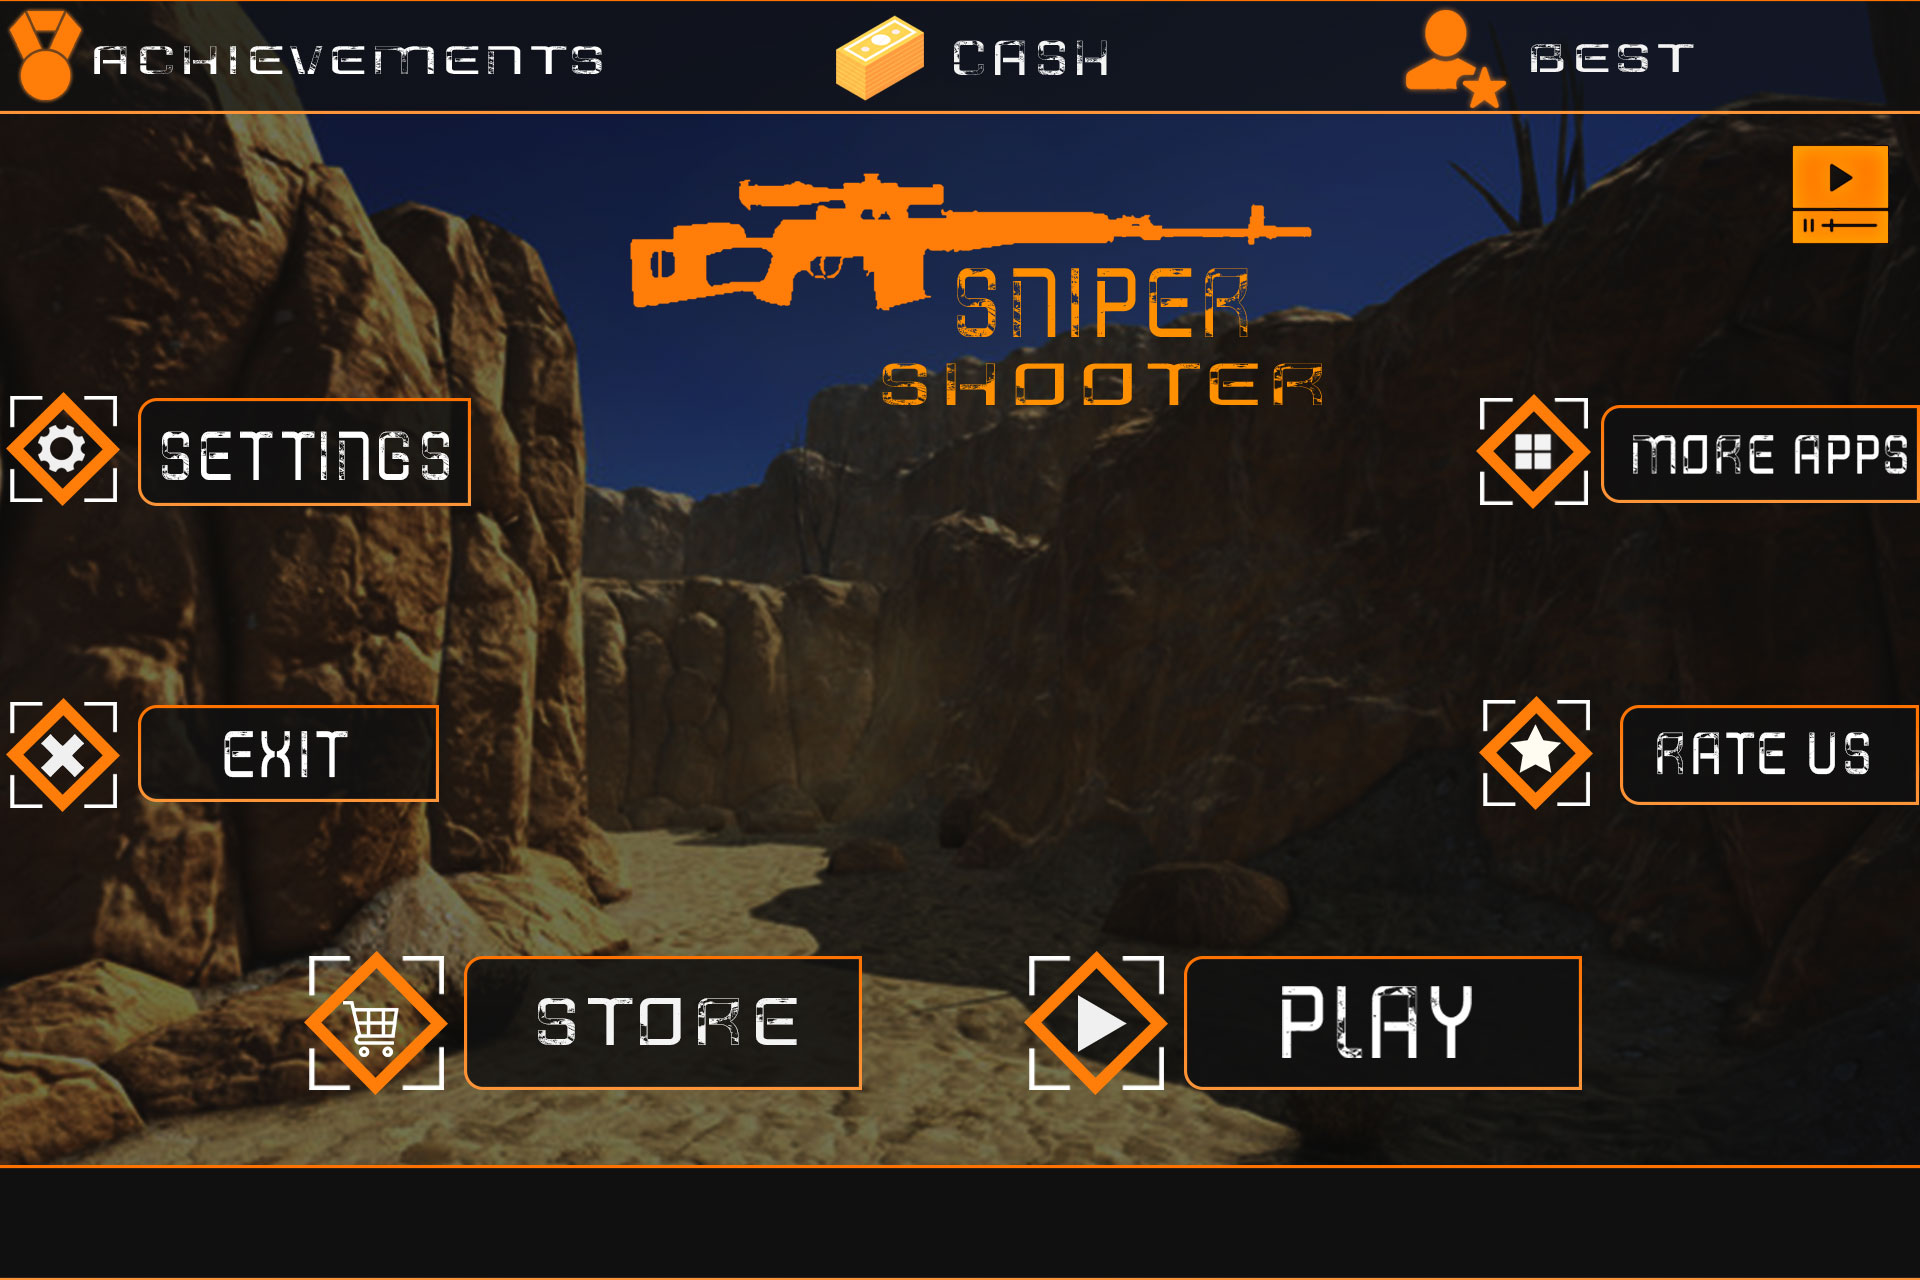 ACHIEVEMENTS
CASH
BEST
SNIPER
SHOOTER
SETTINGS
MORE APPS
EXIT
RATE US
STORE
PLAY